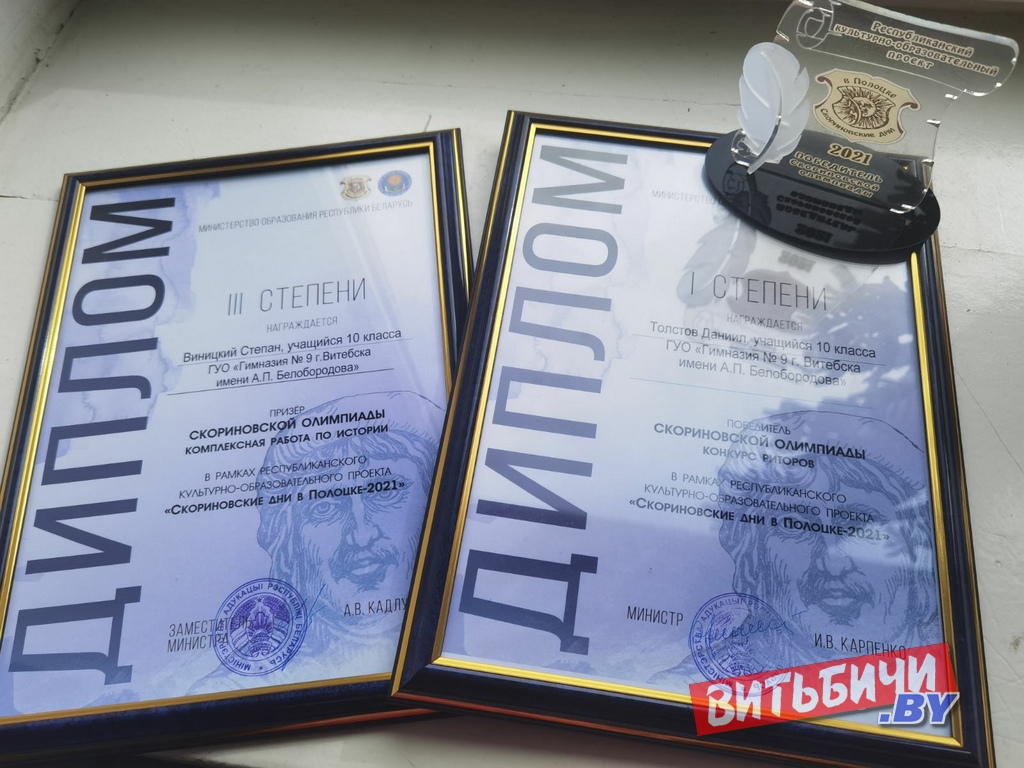 ДИПЛОМ
МИНИСТЕРСТВО ОБРАЗОВАНИЯ РЕСПУБЛИКИ БЕЛАРУСЬ
III СТЕПЕНИ
НАГРАЖДАЕТСЯ
Виницкий Степан, учащийся 10 класса
ГУО «Гимназия № 9 г.Витебска
имени А.П. Белобородова»
ПРИЗЁР
СКОРИНОВСКОЙ ОЛИМПИАДЫ
КОМПЛЕКСНАЯ РАБОТА ПО ИСТОРИИ
В РАМКАХ РЕСПУБЛИКАНСКОГО
КУЛЬТУРНО-ОБРАЗОВАТЕЛЬНОГО ПРОЕКТА
«СКОРИНОВСКИЕ ДНИ В ПОЛОЦКЕ-2021»
ЗАМЕСТИТЕЛЬ
МИНИСТРА
А.В. КАДЛУ
ДИПЛОМ
I СТЕПЕНИ
НАГРАЖДАЕТСЯ
Толстов Даниил, учащийся 10 класса
ГУО «Гимназия № 9 г. Витебска
имени А.П. Белобородова»
ПОБЕДИТЕЛЬ
СКОРИНОВСКОЙ ОЛИМПИАДЫ
КОНКУРС РИТОРОВ
В РАМКАХ РЕСПУБЛИКАНСКОГО
КУЛЬТУРНО-ОБРАЗОВАТЕЛЬНОГО ПРОЕКТА
«СКОРИНОВСКИЕ ДНИ В ПОЛОЦКЕ-2021»
МИНИСТР
И.В. КАРПЕНКО
Республиканский
культурно-образовательный
проект
в Полоцке
Скориновские дни
2021
ПОБЕДИТЕЛЬ
СКОРИНОВСКОЙ
ОЛИМПИАДЫ
ВИТЬБИЧИ
.BY